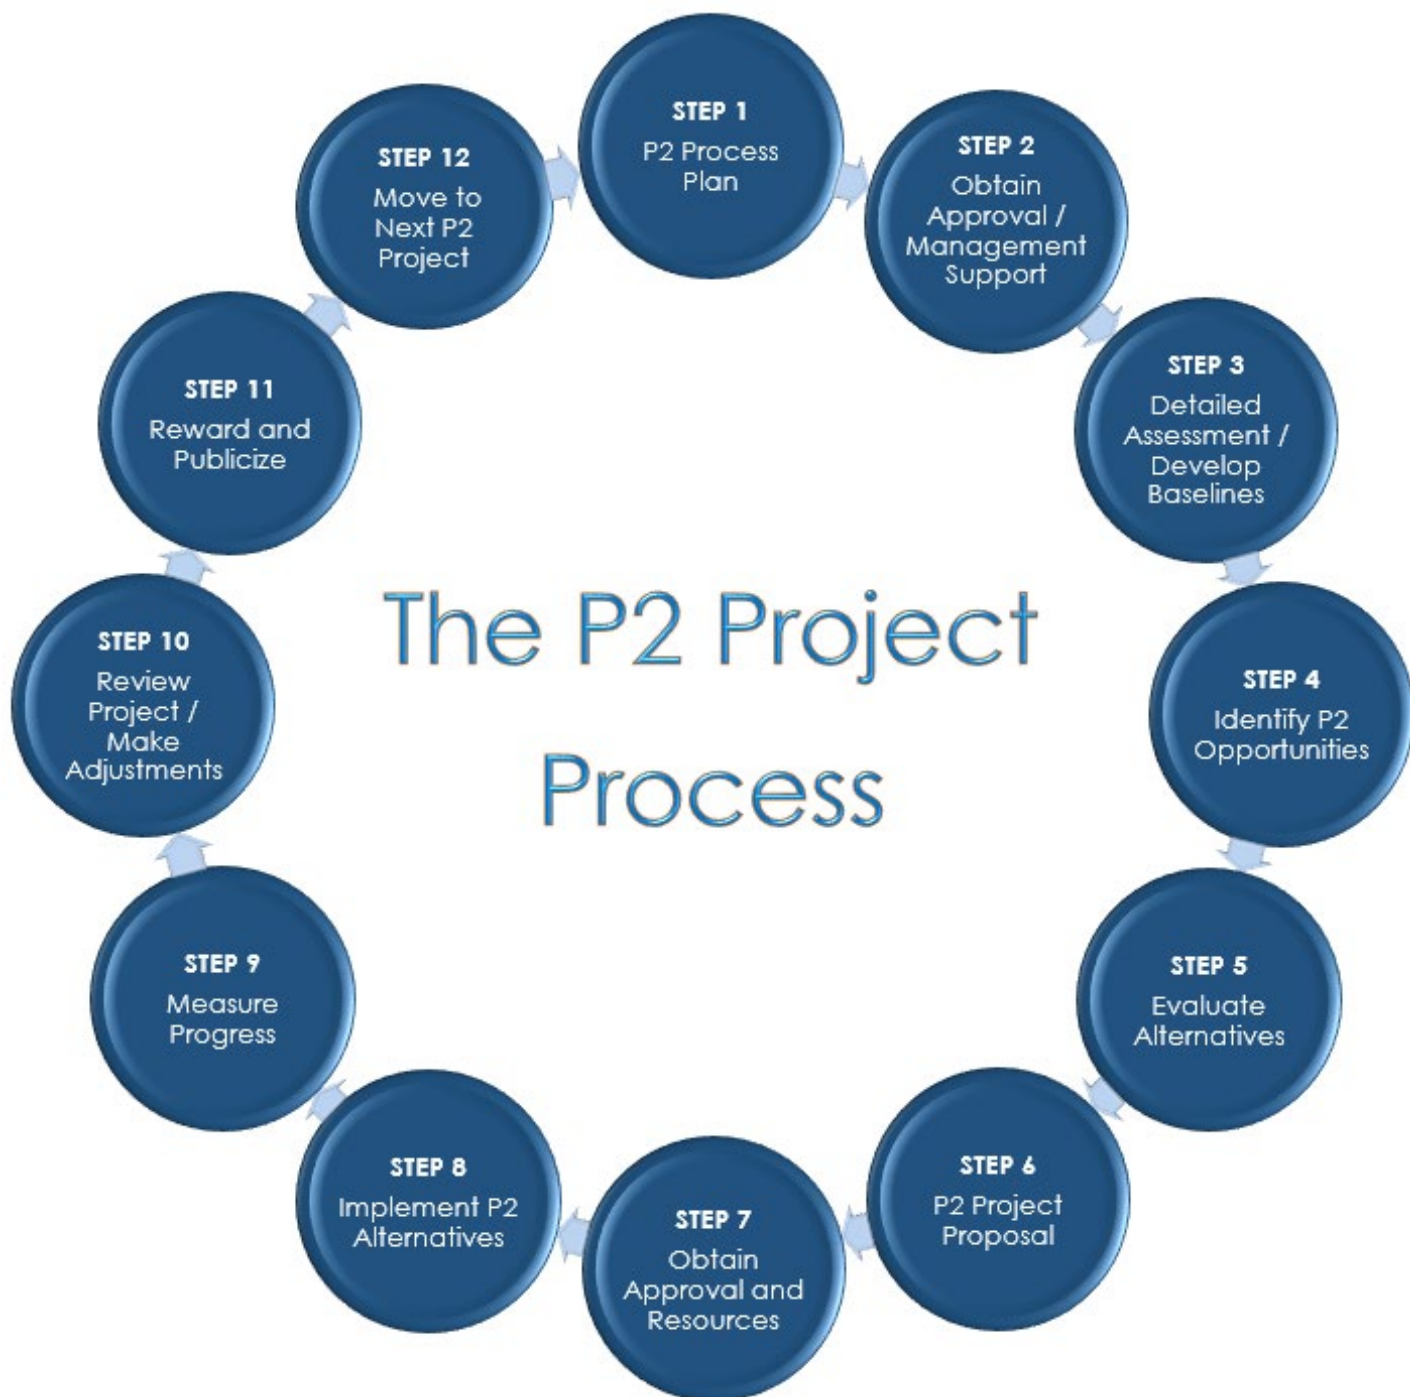 STEP 1
P2 Process
Plan
STEP 2
Obtain
Approval /
Management
Support
STEP 3
Detailed
Assessment /
Develop
Baselines
STEP 4
Identify P2
Opportunities
STEP 5
Evaluate
Alternatives
STEP 6
P2 Project
Proposal
STEP 7
Obtain
Approval and
Resources
STEP 8
Implement P2
Alternatives
STEP 9
Measure
Progress
STEP 10
Review
Project /
Make
Adjustments
STEP 11
Reward and
Publicize
STEP 12
Move to
Next P2
Project
The P2 Project
Process